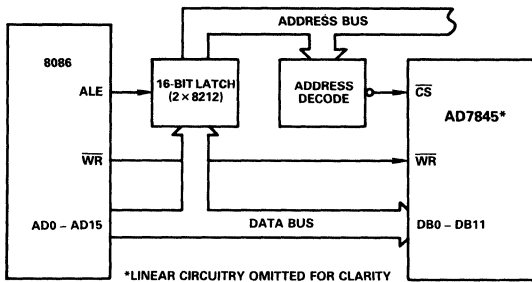 ADDRESS BUS
8086
ALE
16-BIT LATCH
(2 × 8212)
ADDRESS
DECODE
CS
AD7845*
WR
WR
AD0 – AD15
DATA BUS
DB0 – DB11
*LINEAR CIRCUITRY OMITTED FOR CLARITY